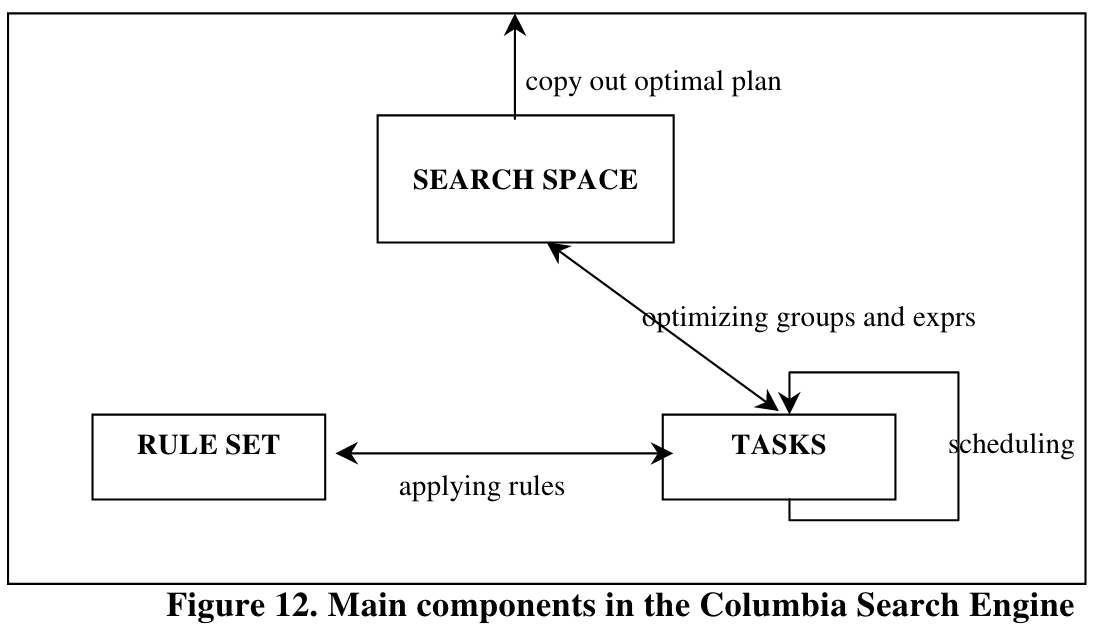 copy out optimal plan
SEARCH SPACE
optimizing groups and exprs
RULE SET
TASKS
scheduling
applying rules
Figure 12. Main components in the Columbia Search Engine